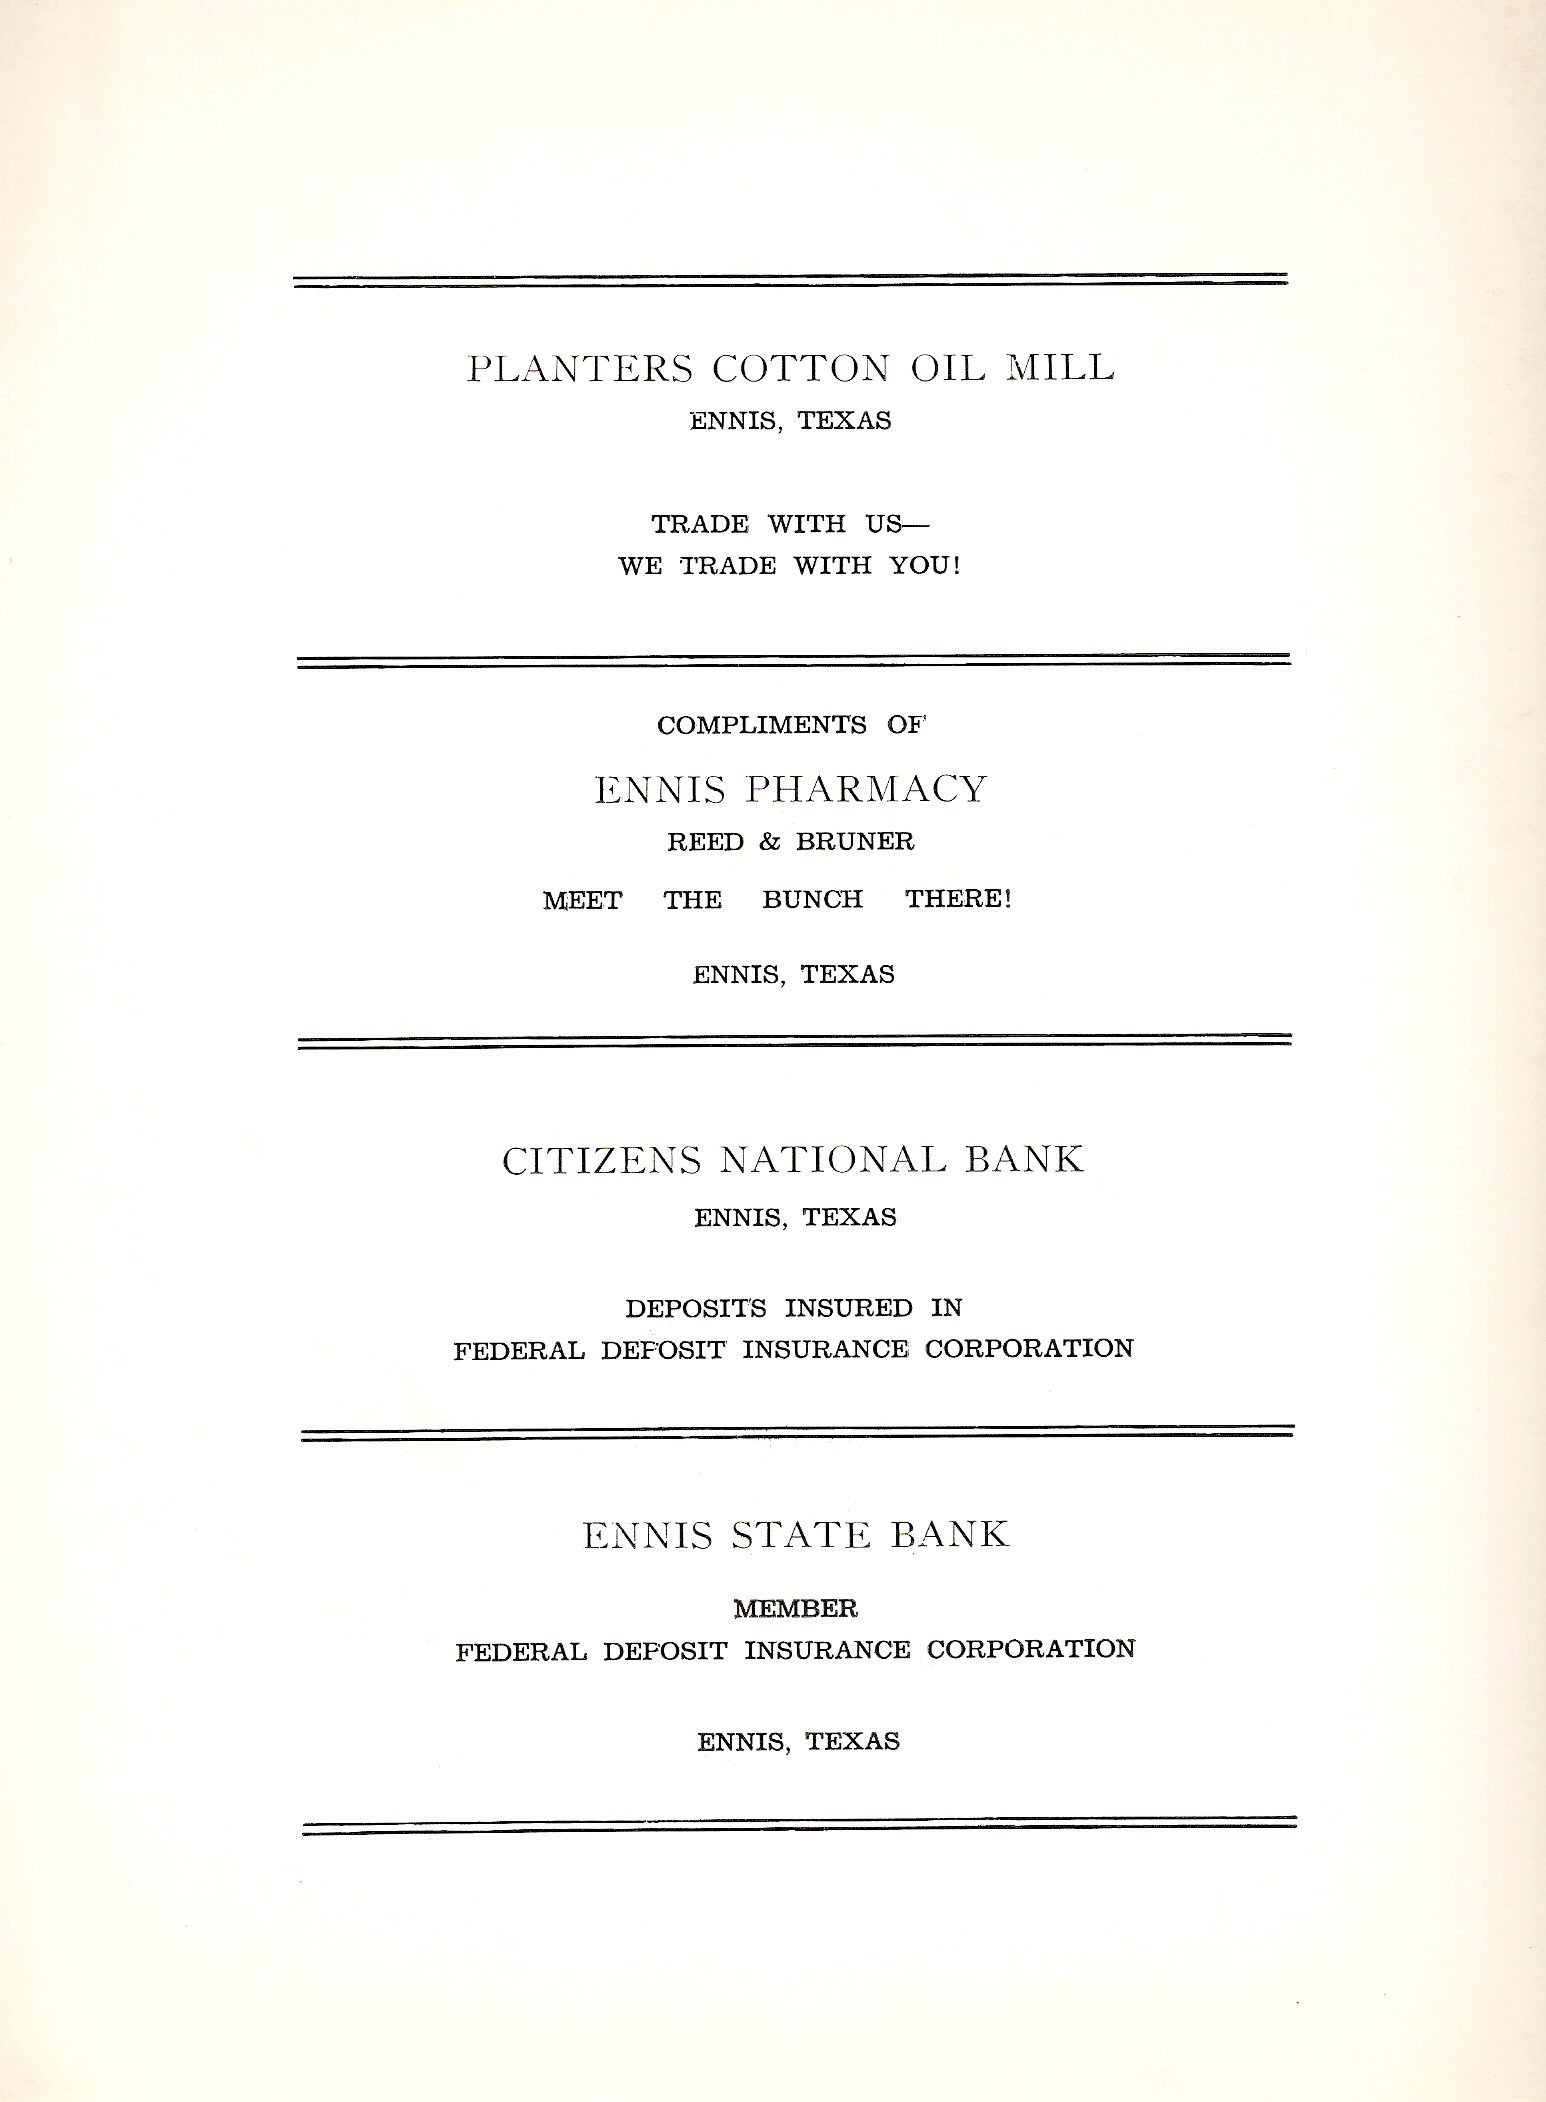 PLANTERS COTTON OIL MILL
ENNIS, TEXAS
TRADE WITH US—
WE TRADE WITH YOU!
COMPLIMENTS OF
ENNIS PHARMACY
REED & BRUNER
MEET THE BUNCH THERE!
ENNIS, TEXAS
CITIZENS NATIONAL BANK
ENNIS, TEXAS
DEPOSITS INSURED IN
FEDERAL DEPOSIT INSURANCE CORPORATION
ENNIS STATE BANK
MEMBER
FEDERAL DEPOSIT INSURANCE CORPORATION
ENNIS, TEXAS